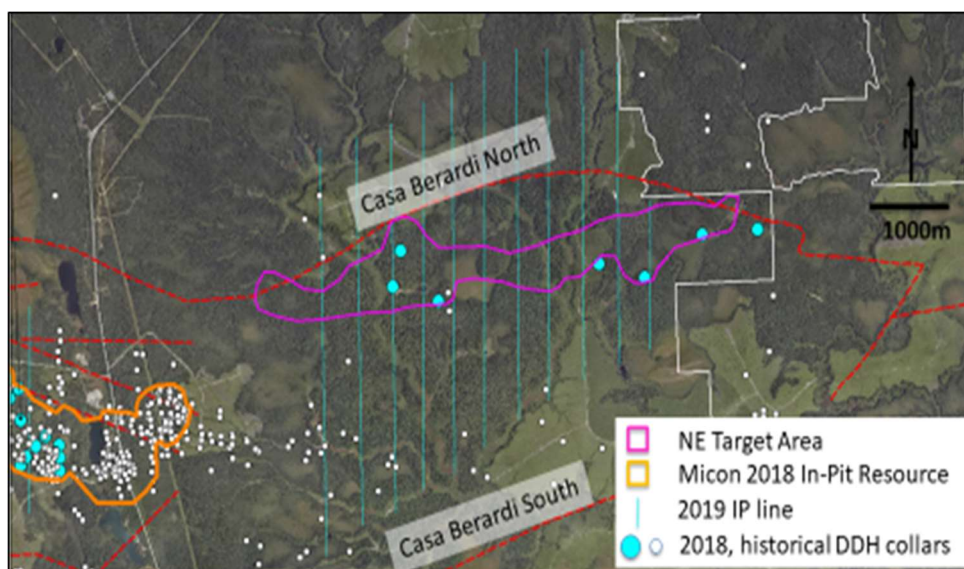 Casa Berardi North
N
1000m
Casa Berardi South
NE Target Area
Micon 2018 In-Pit Resource
2019 IP line
2018, historical DDH collars